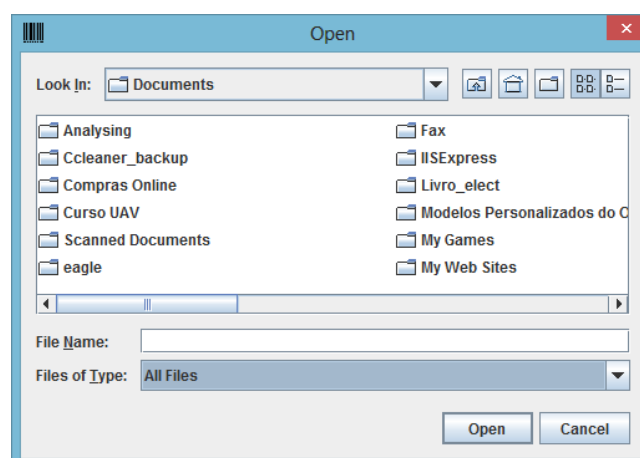 Open
Look In: Documents
Analysing
Ccleaner_backup
Compras Online
Curso UAV
Scanned Documents
eagle
Fax
IISExpress
Livro_elect
Modelos Personalizados do O
My Games
My Web Sites
File Name:
Files of Type: All Files
Open Cancel